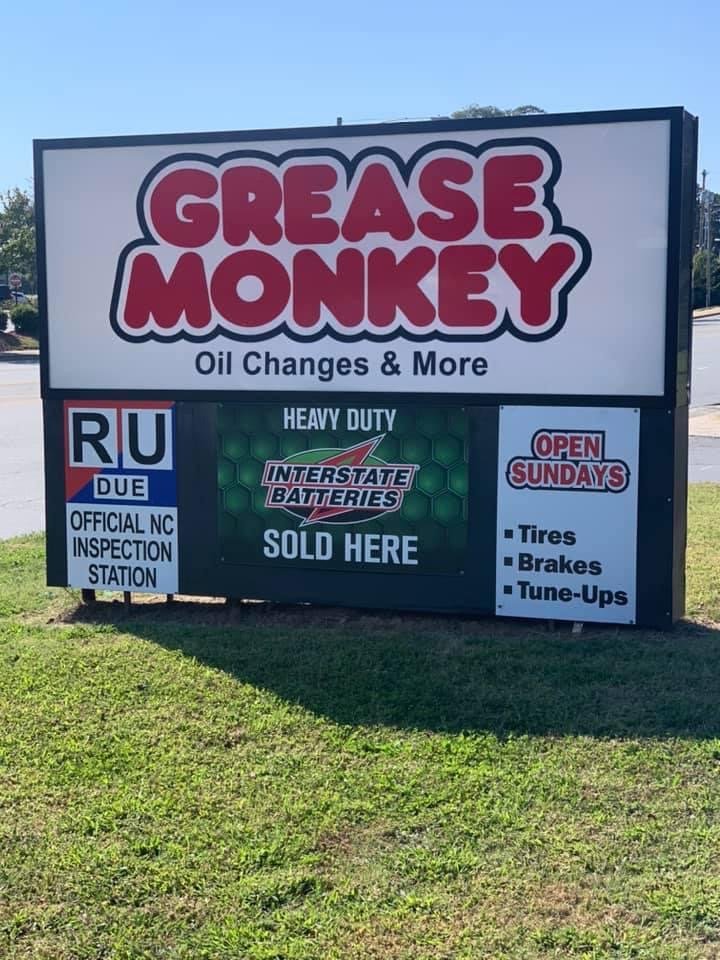 GREASE
MONKEY
Oil Changes & More
R U
DUE
OFFICIAL NC
INSPECTION
STATION
HEAVY DUTY
INTERSTATE
BATTERIES
SOLD HERE
OPEN
SUNDAYS
▪ Tires
▪ Brakes
▪ Tune-Ups